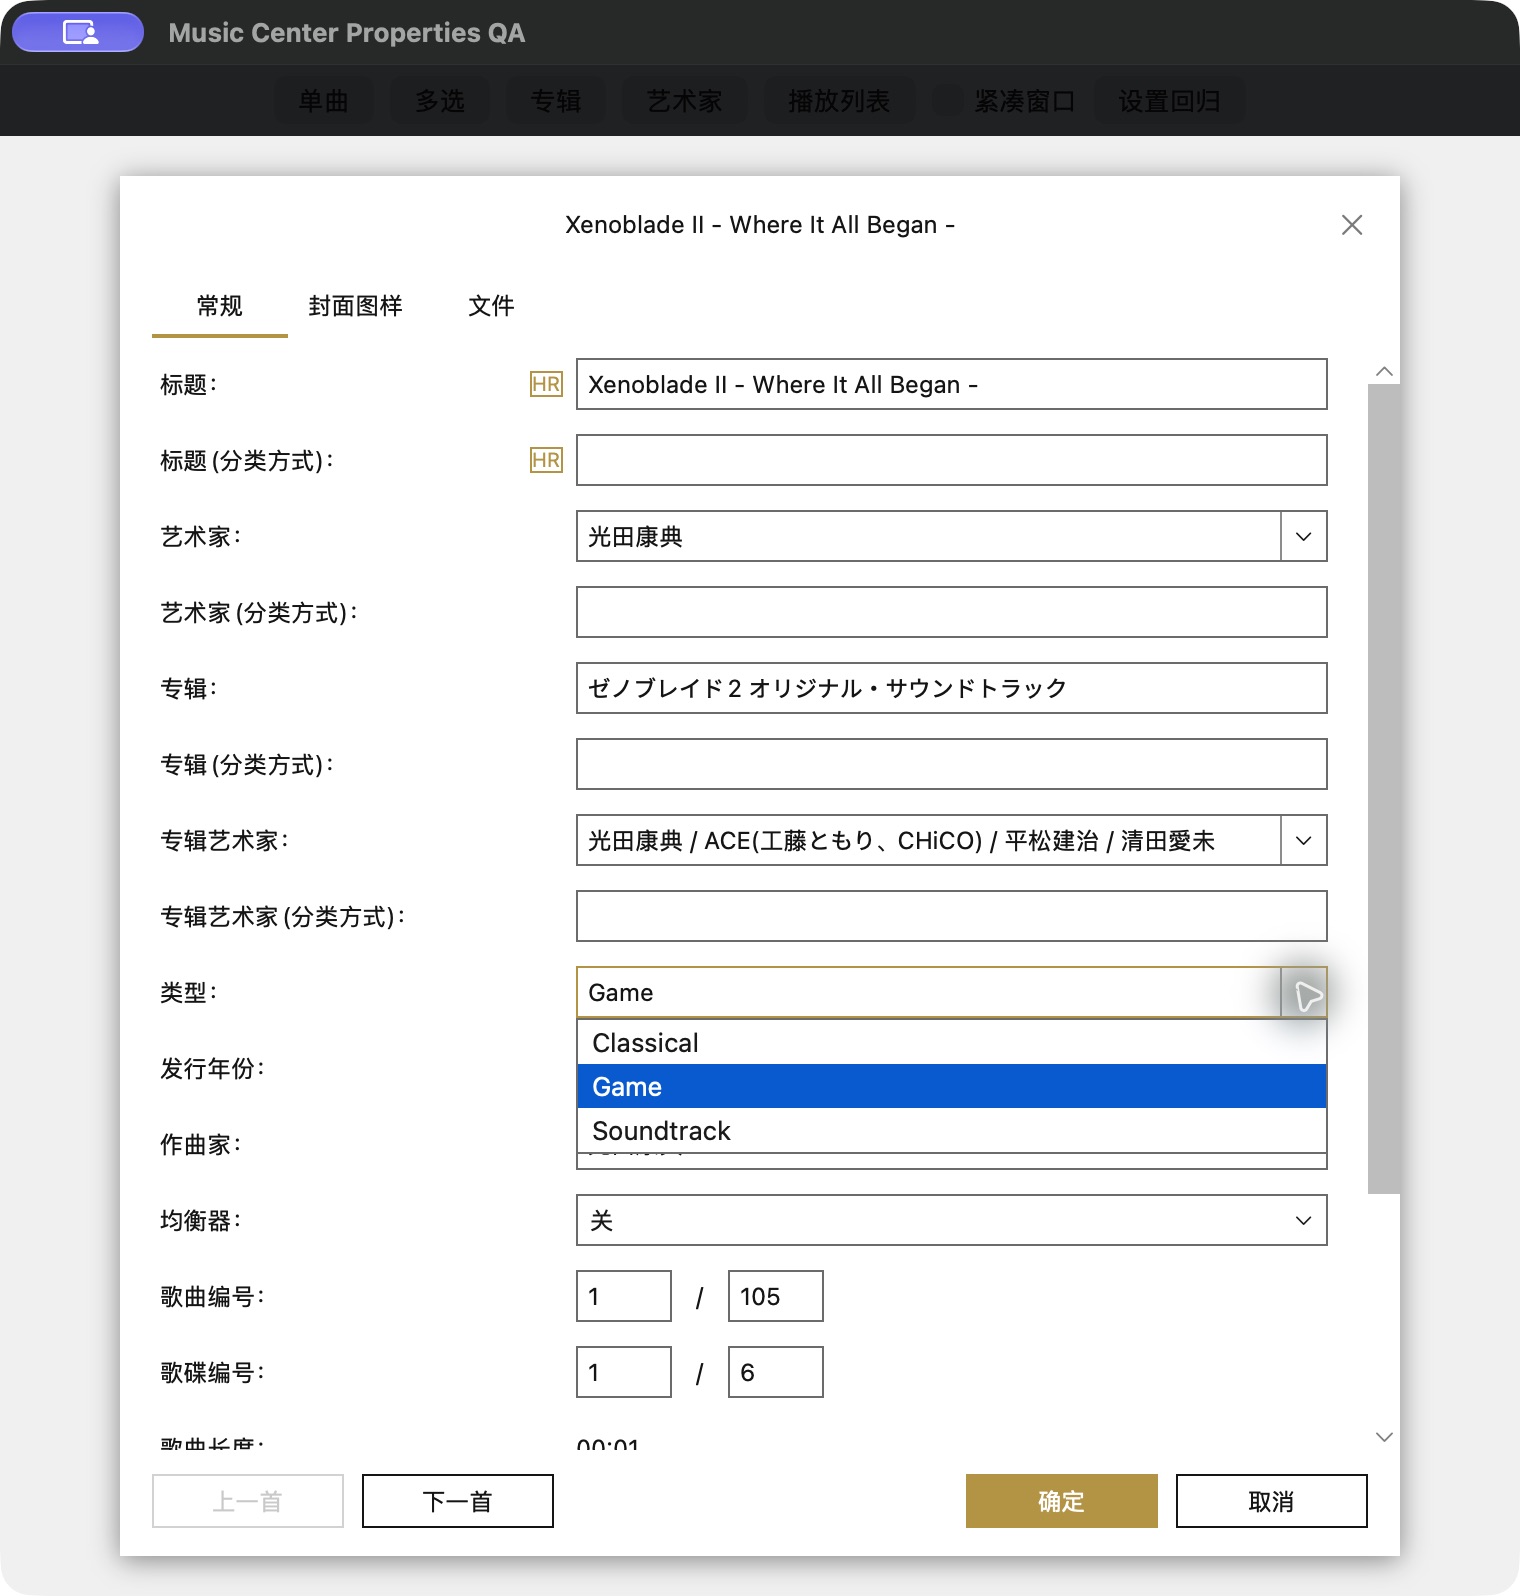 Music Center Properties QA
单曲 多选 专辑 艺术家 播放列表 紧凑窗口 设置回归
Xenoblade II - Where It All Began -
常规 封面图样 文件
标题: HR Xenoblade II - Where It All Began -
标题 (分类方式): HR
艺术家: 光田康典
艺术家 (分类方式):
专辑: ゼノブレイド2 オリジナル・サウンドトラック
专辑 (分类方式):
专辑艺术家: 光田康典 / ACE(工藤ともり、CHiCO) / 平松建治 / 清田愛未
专辑艺术家 (分类方式):
类型: Game
Classical
发行年份:
Game
Soundtrack
作曲家:
均衡器: 关
歌曲编号: 1 / 105
歌碟编号: 1 / 6
歌曲长度: 00:01
上一首 下一首 确定 取消